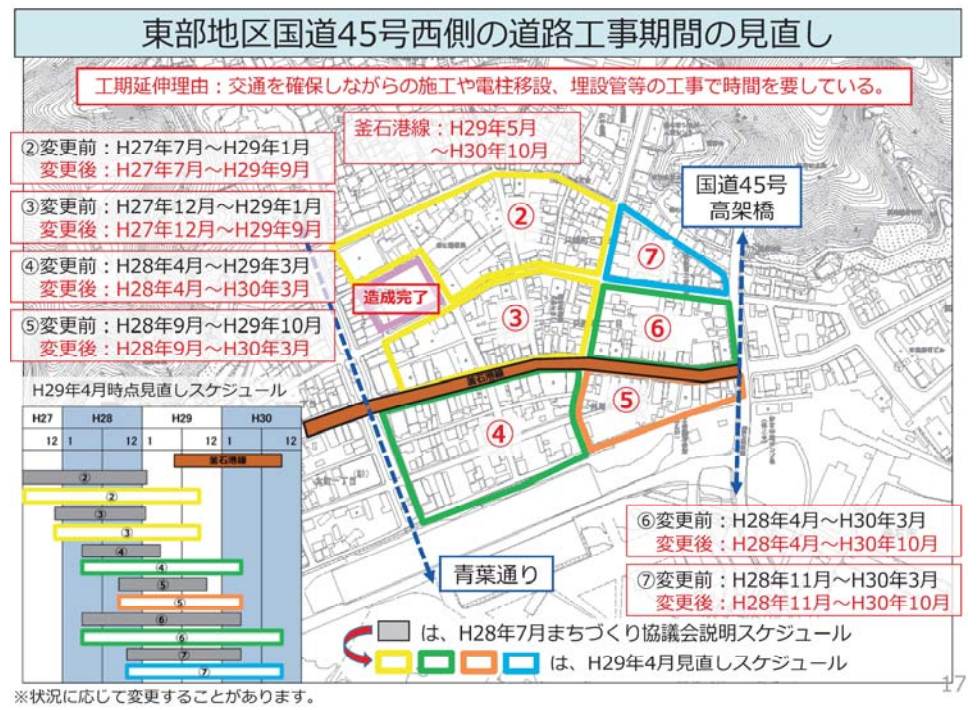 東部地区国道45号西側の道路工事期間の見直し
工期延伸理由：交通を確保しながらの施工や電柱移設、埋設管等の工事で時間を要している。
釜石港線：H29年5月
～H30年10月
②変更前：H27年7月～H29年1月
変更後：H27年7月～H29年9月
③変更前：H27年12月～H29年1月
変更後：H27年12月～H29年9月
④変更前：H28年4月～H29年3月
変更後：H28年4月～H30年3月
⑤変更前：H28年9月～H29年10月
変更後：H28年9月～H30年3月
国道45号
高架橋
②
⑦
造成完了
③
⑥
釜石港線
⑤
④
青葉通り
H29年4月時点見直しスケジュール
H27 H28 H29 H30
12 1 12 1 12 1 12
釜石港線
②
②
③
③
④
④
⑤
⑤
⑥
⑥
⑦
⑦
⑥変更前：H28年4月～H30年3月
変更後：H28年4月～H30年10月
⑦変更前：H28年11月～H30年3月
変更後：H28年11月～H30年10月
は、H28年7月まちづくり協議会説明スケジュール
は、H29年4月見直しスケジュール
※状況に応じて変更することがあります。
17